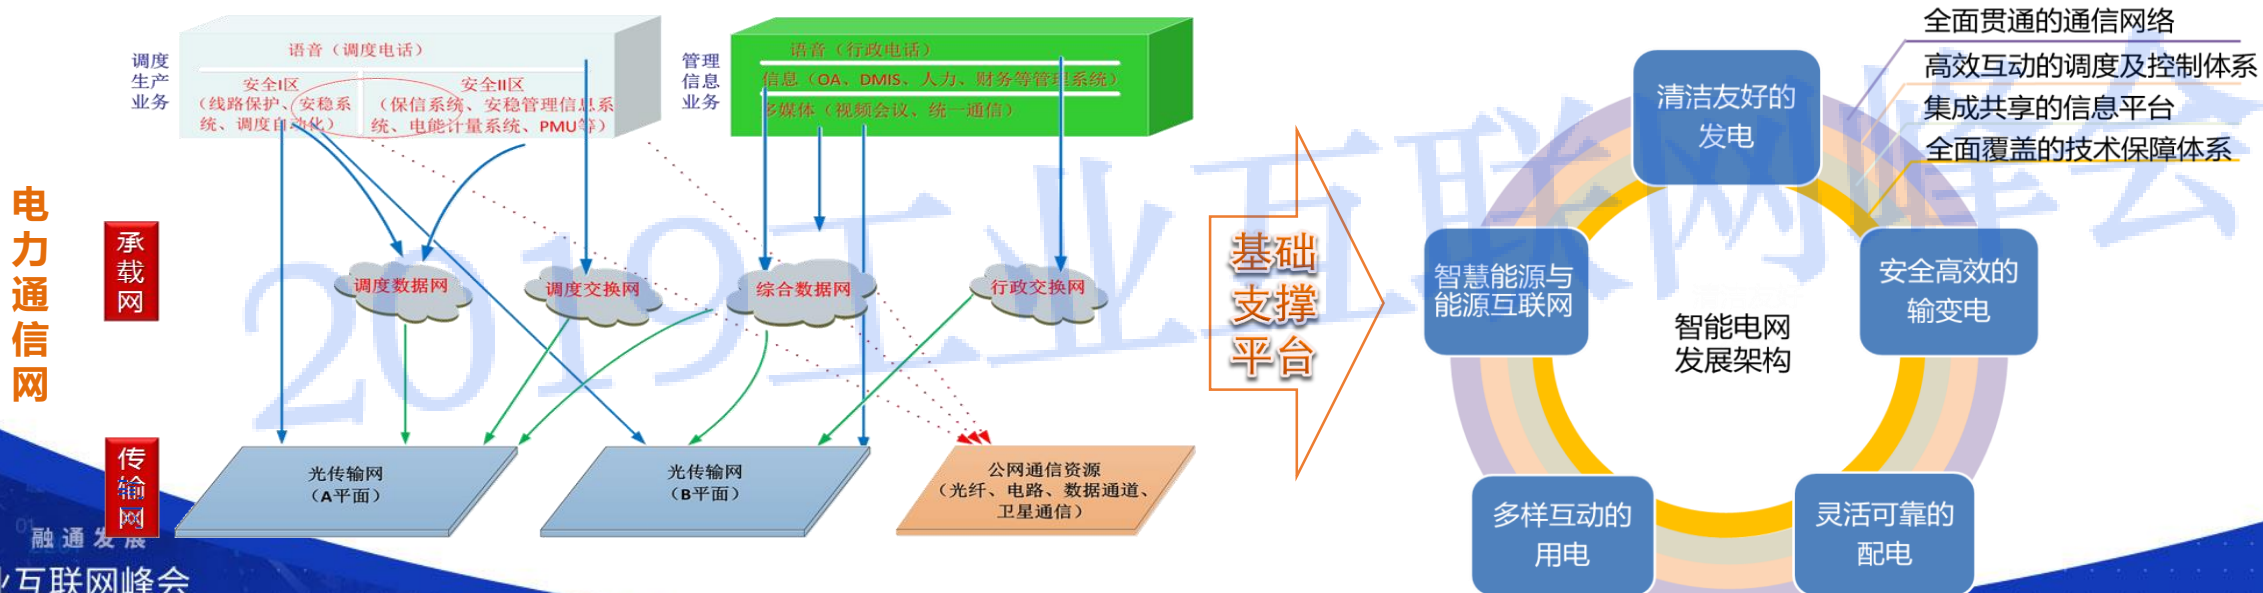 电力通信网
调度
生产
业务
语音（调度电话）
安全I区
（线路保护、安稳系
统、调度自动化）
安全II区
（保信系统、安稳管理信息系
统、电能计量系统、PMU等）
管理
信息
业务
语音（行政电话）
信息（OA、DMIS、人力、财务等管理系统）
多媒体（视频会议、统一通信）
承载网
调度数据网
调度交换网
综合数据网
行政交换网
传输网
光传输网
（A平面）
光传输网
（B平面）
公网通信资源
（光纤、电路、数据通道、
卫星通信）
基础
支撑
平台
全面贯通的通信网络
高效互动的调度及控制体系
集成共享的信息平台
全面覆盖的技术保障体系
清洁友好的
发电
智慧能源与
能源互联网
安全高效的
输变电
智能电网
发展架构
多样互动的
用电
灵活可靠的
配电
2019工业互联网峰会
融通发展
业互联网峰会